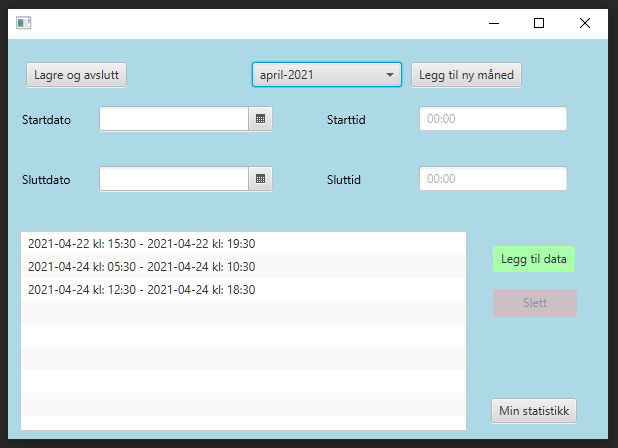 Lagre og avslutt
april-2021
Legg til ny måned
Startdato
Starttid
00:00
Sluttdato
Sluttid
00:00
2021-04-22 kl: 15:30 - 2021-04-22 kl: 19:30
2021-04-24 kl: 05:30 - 2021-04-24 kl: 10:30
2021-04-24 kl: 12:30 - 2021-04-24 kl: 18:30
Legg til data
Slett
Min statistikk